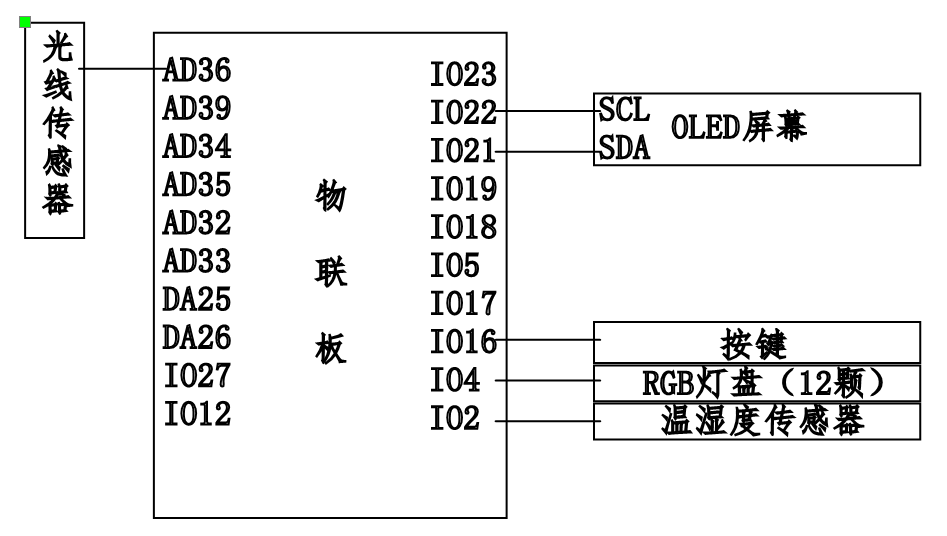 光线传感器
AD36
AD39
AD34
AD35
AD32
AD33
DA25
DA26
IO27
IO12
物联板
IO23
IO22
IO21
IO19
IO18
IO5
IO17
IO16
IO4
IO2
SCL
SDA
OLED屏幕
按键
RGB灯盘（12颗）
温湿度传感器